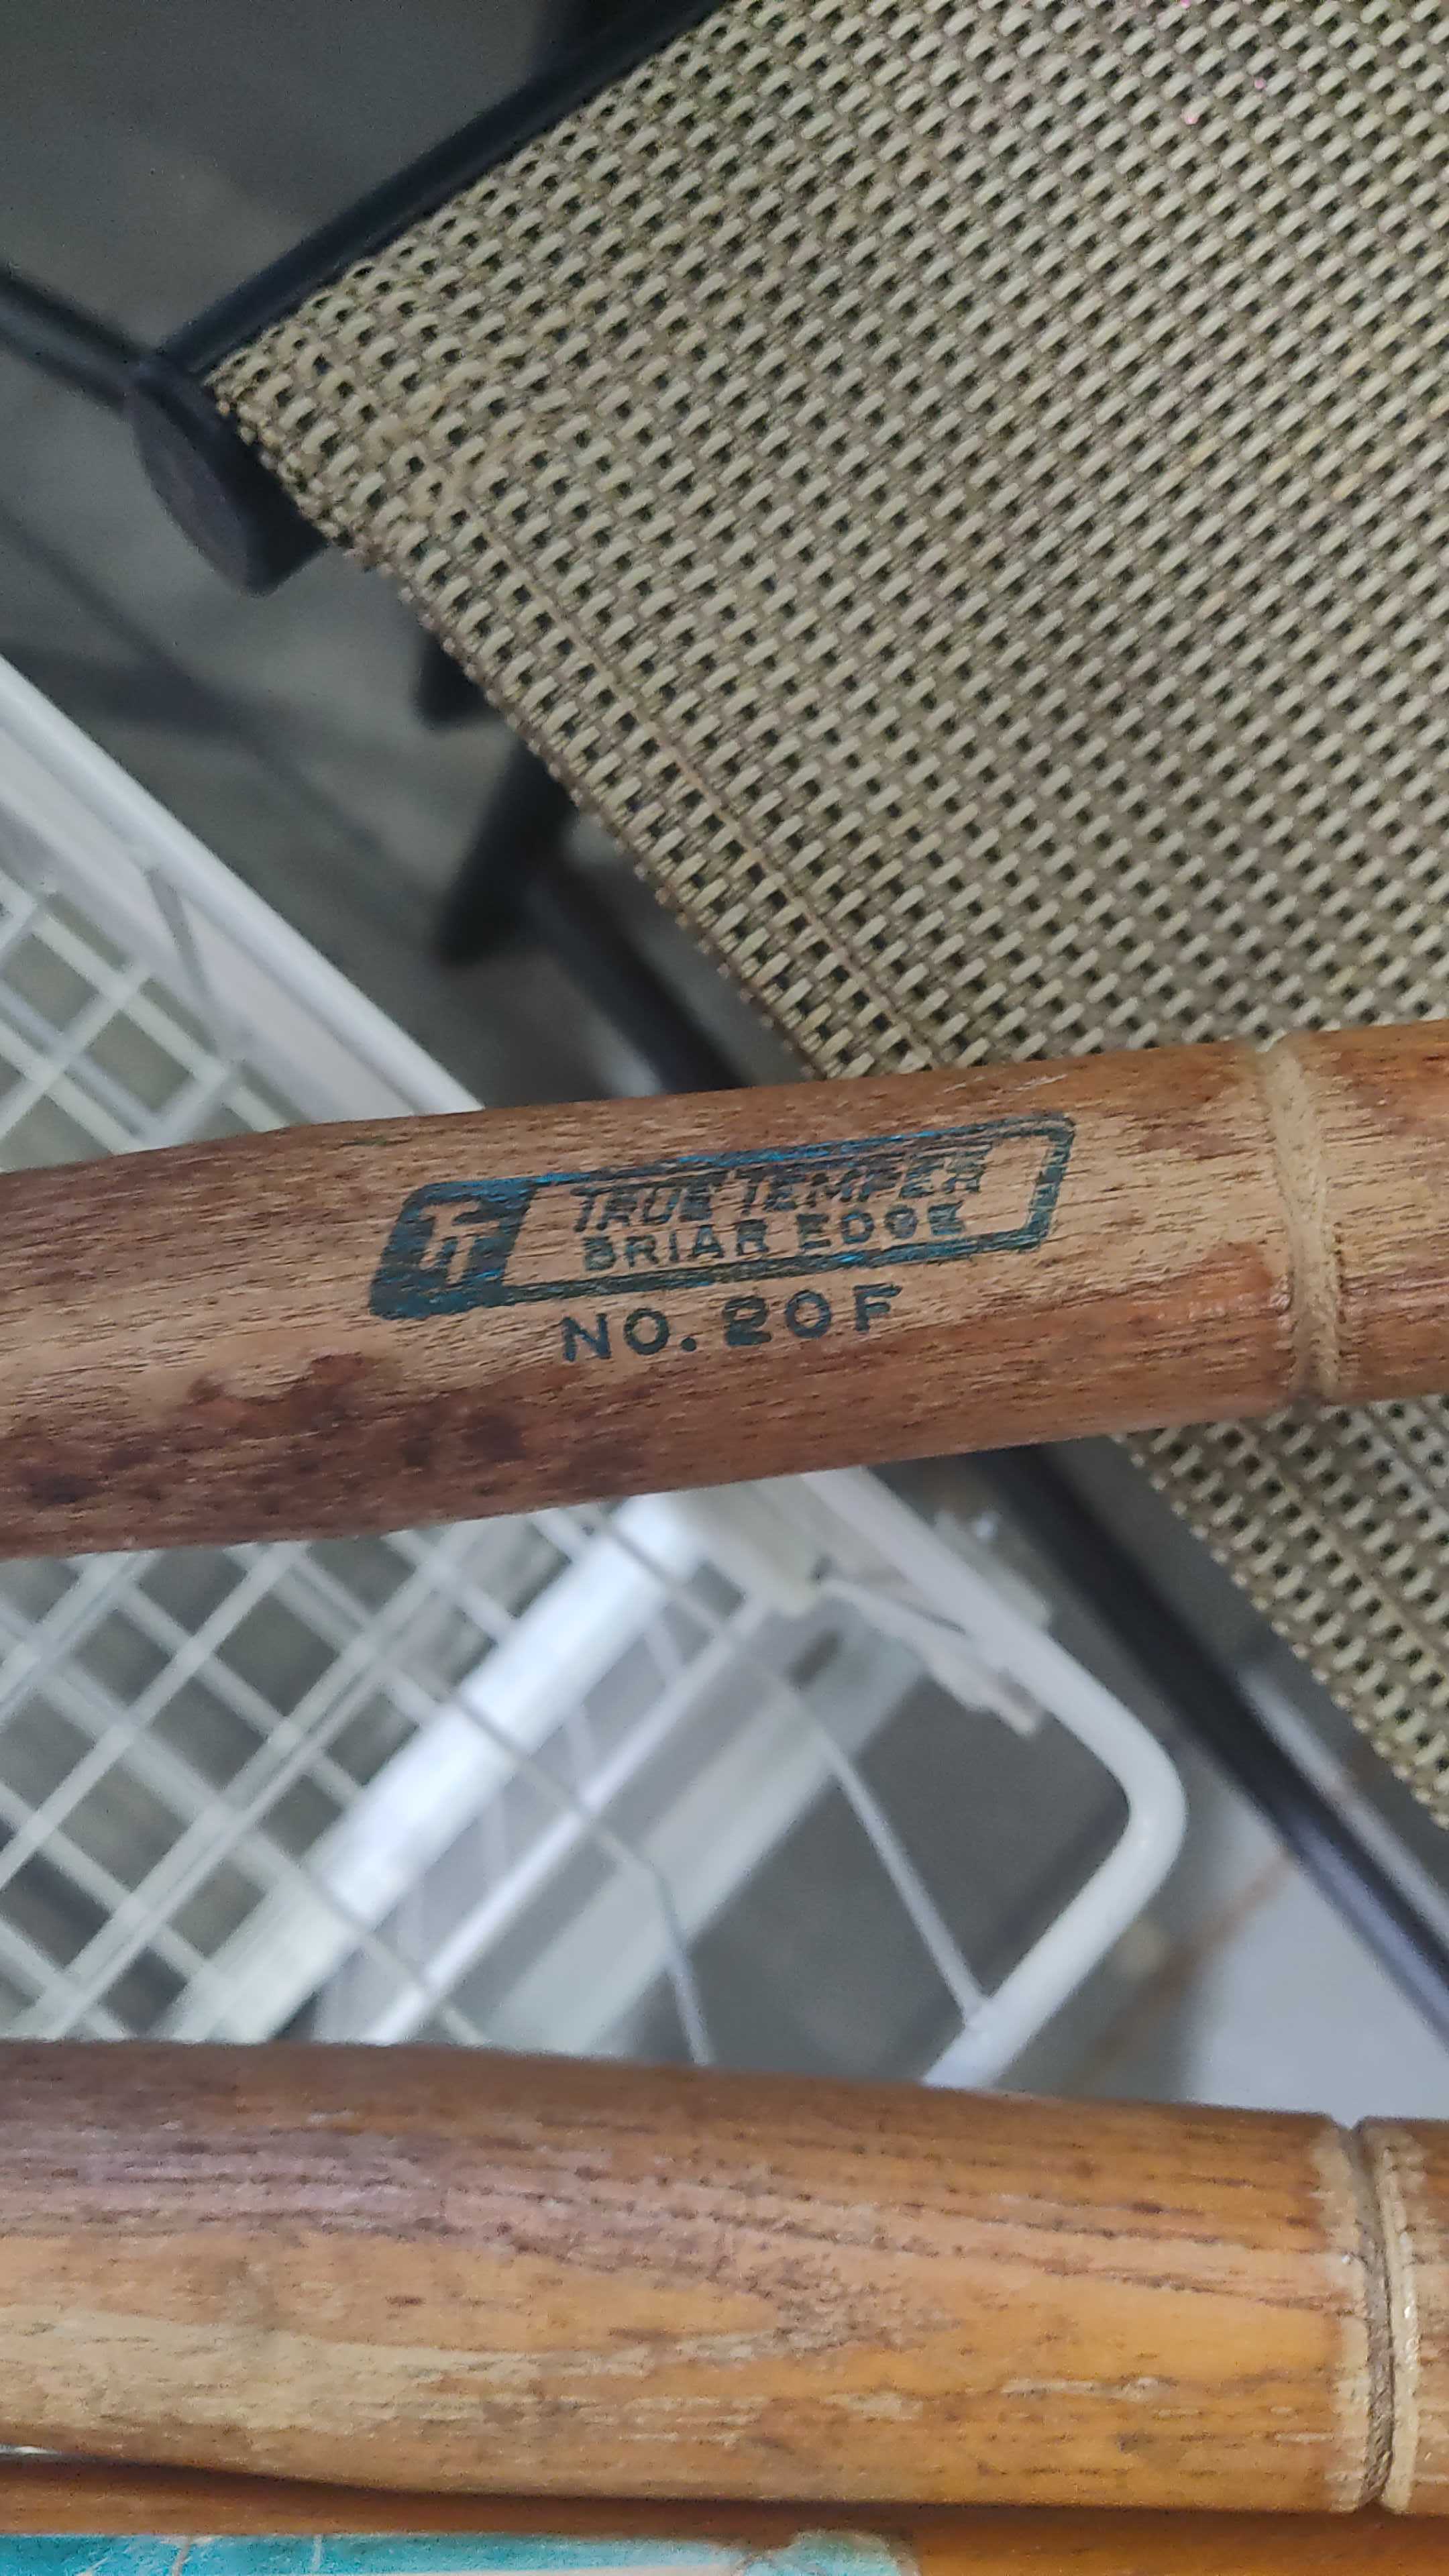 TT
TRUE TEMPER
BRIAR EDGE
NO. 20F